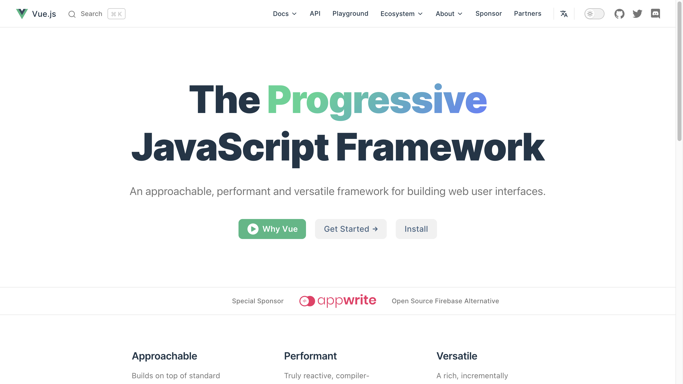 Vue.js Search ⌘ K Docs API Playground Ecosystem About Sponsor Partners
The Progressive
JavaScript Framework
An approachable, performant and versatile framework for building web user interfaces.
Why Vue Get Started → Install
Special Sponsor appwrite Open Source Firebase Alternative
Approachable Performant Versatile
Builds on top of standard Truly reactive, compiler- A rich, incrementally